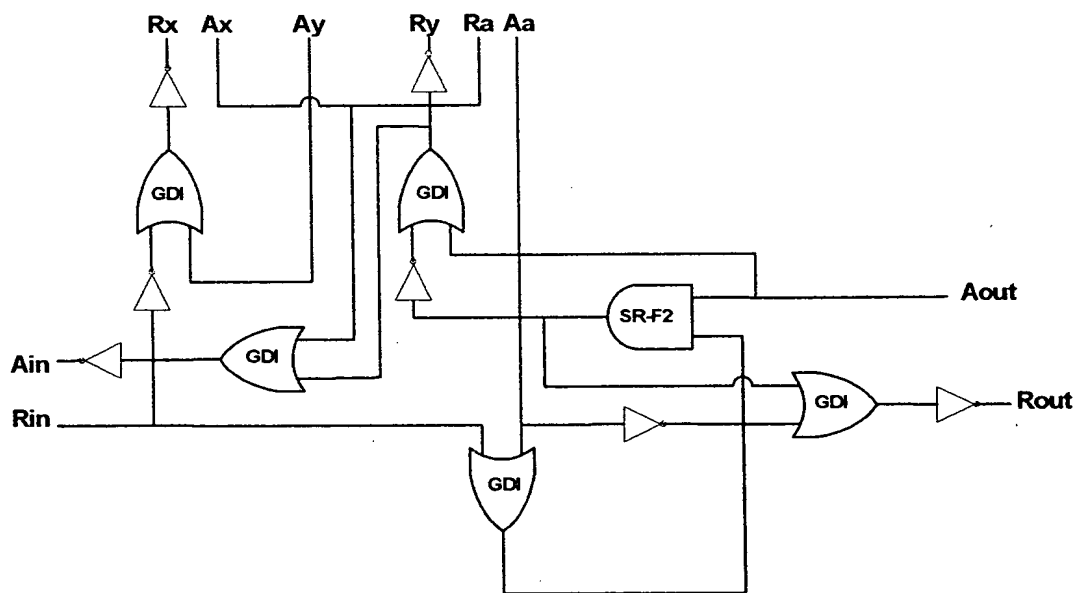 Rx Ax Ay Ry Ra Aa
GDI
GDI
Aout
SR-F2
Ain
GDI
GDI
Rout
Rin
GDI